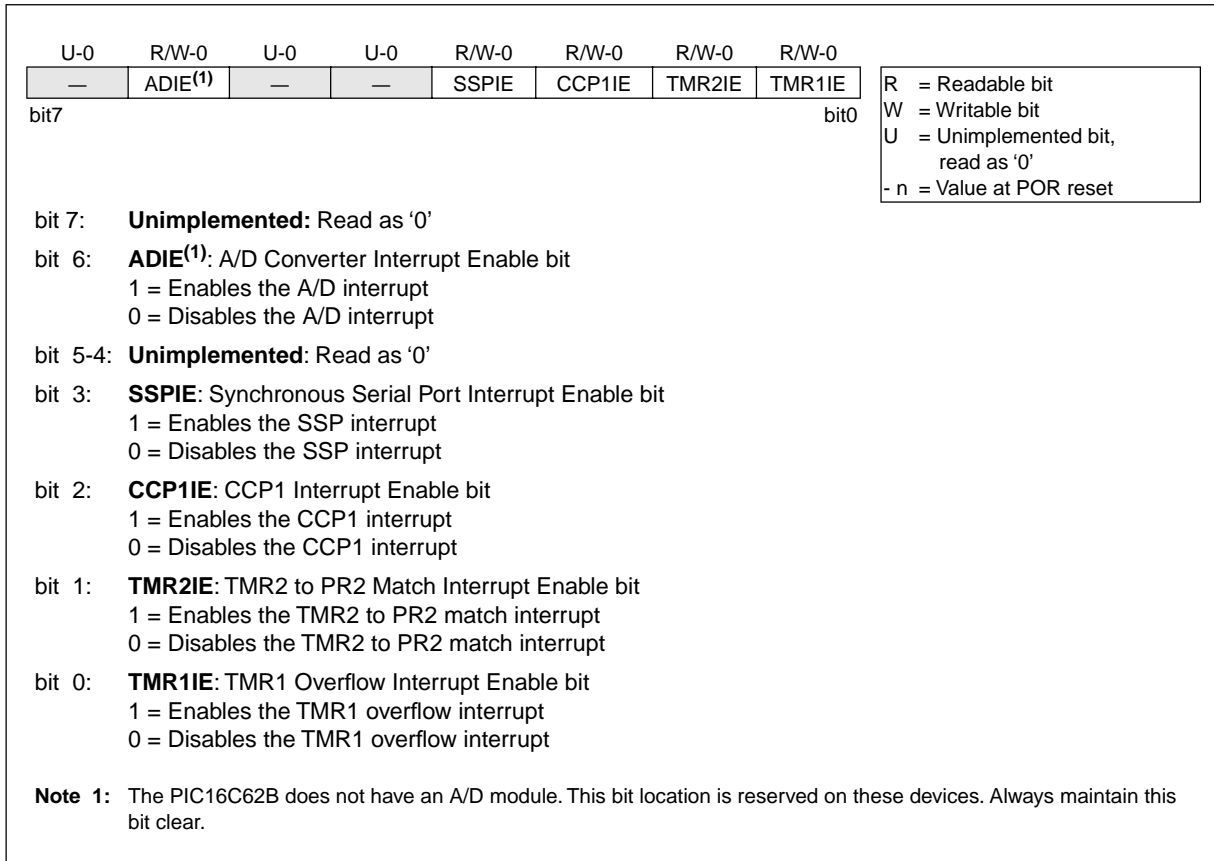 U-0 R/W-0 U-0 U-0 R/W-0 R/W-0 R/W-0 R/W-0
— ADIE(1) — — SSPIE CCP1IE TMR2IE TMR1IE
bit7 bit0
R = Readable bit
W = Writable bit
U = Unimplemented bit,
read as ‘0’
- n = Value at POR reset
bit 7: Unimplemented: Read as ‘0’
bit 6: ADIE(1): A/D Converter Interrupt Enable bit
1 = Enables the A/D interrupt
0 = Disables the A/D interrupt
bit 5-4: Unimplemented: Read as ‘0’
bit 3: SSPIE: Synchronous Serial Port Interrupt Enable bit
1 = Enables the SSP interrupt
0 = Disables the SSP interrupt
bit 2: CCP1IE: CCP1 Interrupt Enable bit
1 = Enables the CCP1 interrupt
0 = Disables the CCP1 interrupt
bit 1: TMR2IE: TMR2 to PR2 Match Interrupt Enable bit
1 = Enables the TMR2 to PR2 match interrupt
0 = Disables the TMR2 to PR2 match interrupt
bit 0: TMR1IE: TMR1 Overflow Interrupt Enable bit
1 = Enables the TMR1 overflow interrupt
0 = Disables the TMR1 overflow interrupt
Note 1: The PIC16C62B does not have an A/D module. This bit location is reserved on these devices. Always maintain this
bit clear.